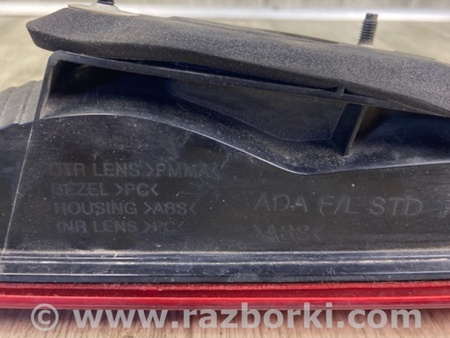 OTR LENS >PMMA<
BEZEL >PC<
HOUSING >ABS<
INR LENS >PC<
ADA F/L STD
>ABS<
www.razborki.com